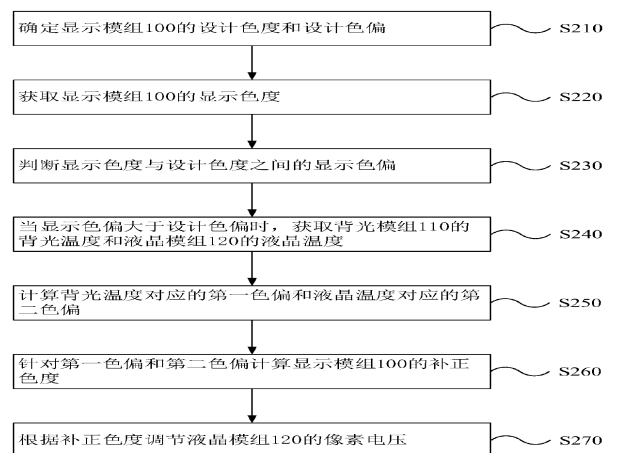 确定显示模组100的设计色度和设计色偏
S210
获取显示模组100的显示色度
S220
判断显示色度与设计色度之间的显示色偏
S230
当显示色偏大于设计色偏时，获取背光模组110的
背光温度和液晶模组120的液晶温度
S240
计算背光温度对应的第一色偏和液晶温度对应的第
二色偏
S250
针对第一色偏和第二色偏计算显示模组100的补正
色度
S260
根据补正色度调节液晶模组120的像素电压
S270